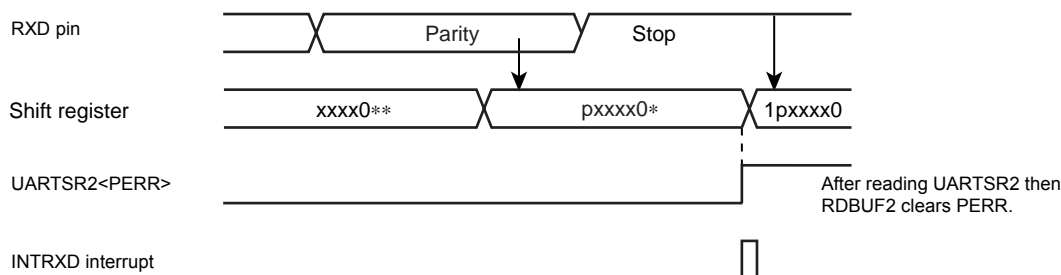 RXD pin
Parity
Stop
Shift register
xxxx0**
pxxxx0*
1pxxxx0
UARTSR2<PERR>
After reading UARTSR2 then
RDBUF2 clears PERR.
INTRXD interrupt